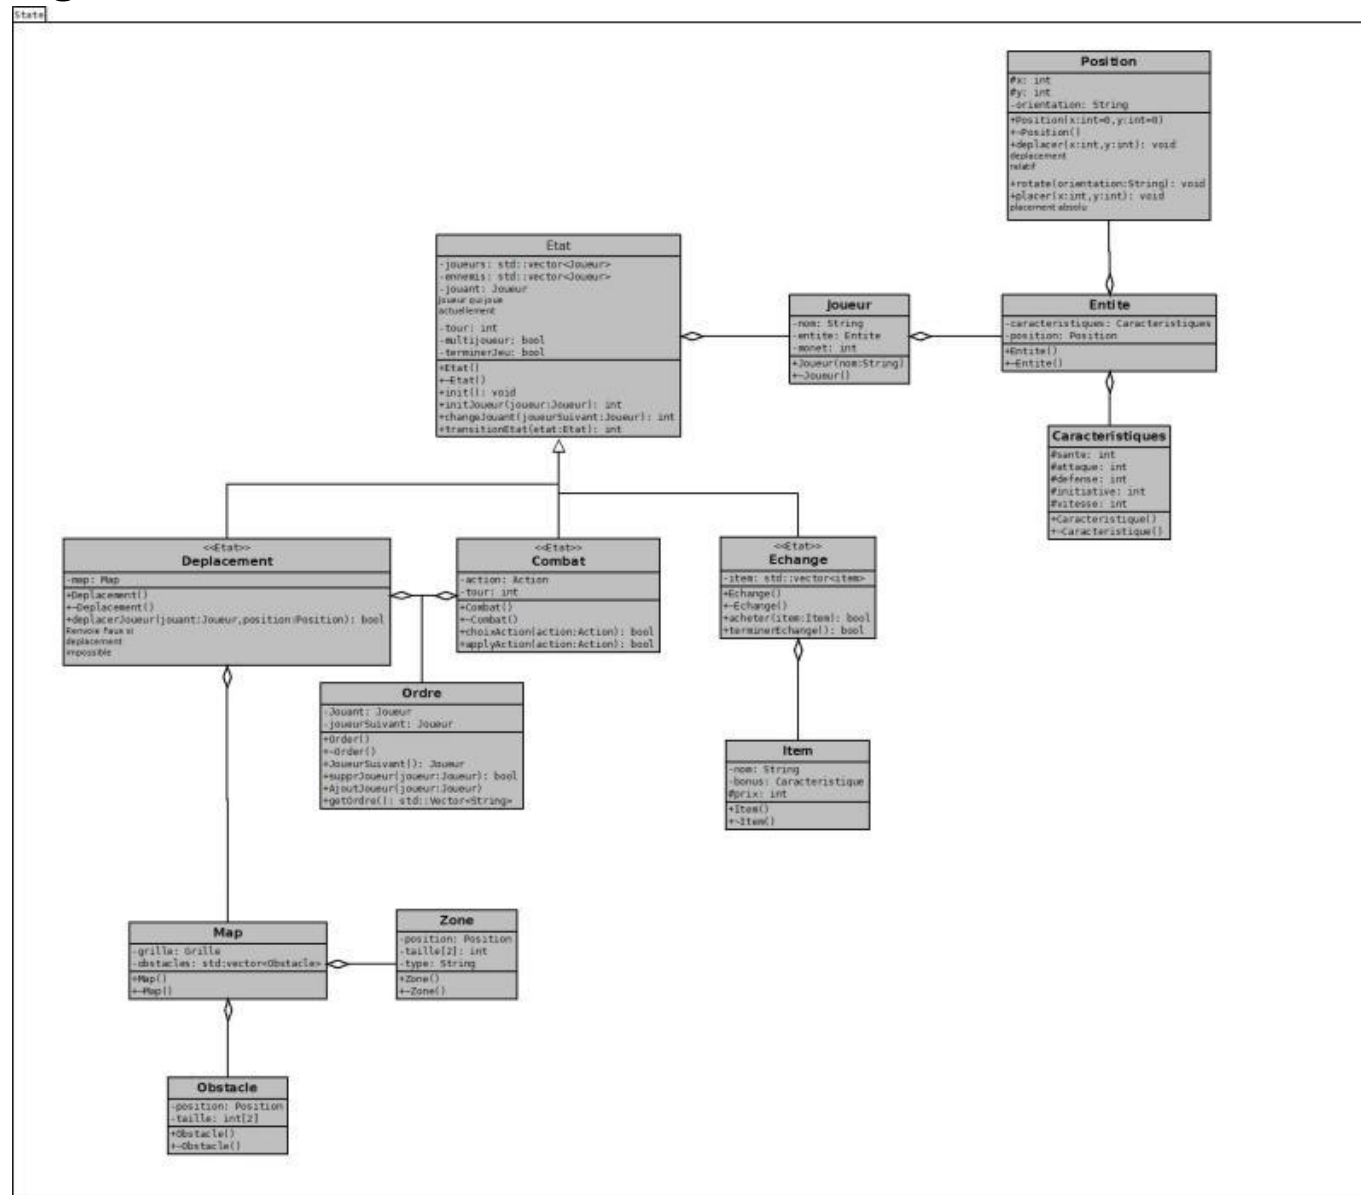 State
Position
#x: int
#y: int
-orientation: String
+Position(x:int=0,y:int=0)
+~Position()
+deplacer(x:int,y:int): void
deplacement
relatif
+rotate(orientation:String): void
+placer(x:int,y:int): void
placement absolu
Etat
-joueurs: std::vector<Joueur>
-ennemis: std::vector<Joueur>
-jouant: Joueur
joueur qui joue
actuellement
-tour: int
-multijoueur: bool
-terminerJeu: bool
+Etat()
+~Etat()
+init(): void
+initJoueur(joueur:Joueur): int
+changeJouant(joueurSuivant:Joueur): int
+transitionEtat(etat:Etat): int
Joueur
-nom: String
-entite: Entite
-monet: int
+Joueur(nom:String)
+~Joueur()
Entite
-caracteristiques: Caracteristiques
-position: Position
+Entite()
+~Entite()
Caracteristiques
#sante: int
#attaque: int
#defense: int
#initiative: int
#vitesse: int
+Caracteristique()
+~Caracteristique()
<<Etat>>
Deplacement
-map: Map
+Deplacement()
+~Deplacement()
+deplacerJoueur(jouant:Joueur,position:Position): bool
Renvoie Faux si
deplacement
impossible
<<Etat>>
Combat
-action: Action
-tour: int
+Combat()
+~Combat()
+choixAction(action:Action): bool
+applyAction(action:Action): bool
<<Etat>>
Echange
-item: std::vector<item>
+Echange()
+~Echange()
+acheter(item:Item): bool
+terminerEchange(): bool
Ordre
-Jouant: Joueur
-joueurSuivant: Joueur
+Order()
+~Order()
+JoueurSuivant(): Joueur
+supprJoueur(joueur:Joueur): bool
+AjoutJoueur(joueur:Joueur)
+getOrdre(): std::Vector<String>
Item
-nom: String
-bonus: Caracteristique
#prix: int
+Item()
+~Item()
Map
-grille: Grille
-obstacles: std:vector<Obstacle>
+Map()
+~Map()
Zone
-position: Position
-taille[2]: int
-type: String
+Zone()
+~Zone()
Obstacle
-position: Position
-taille: int[2]
+Obstacle()
+~Obstacle()